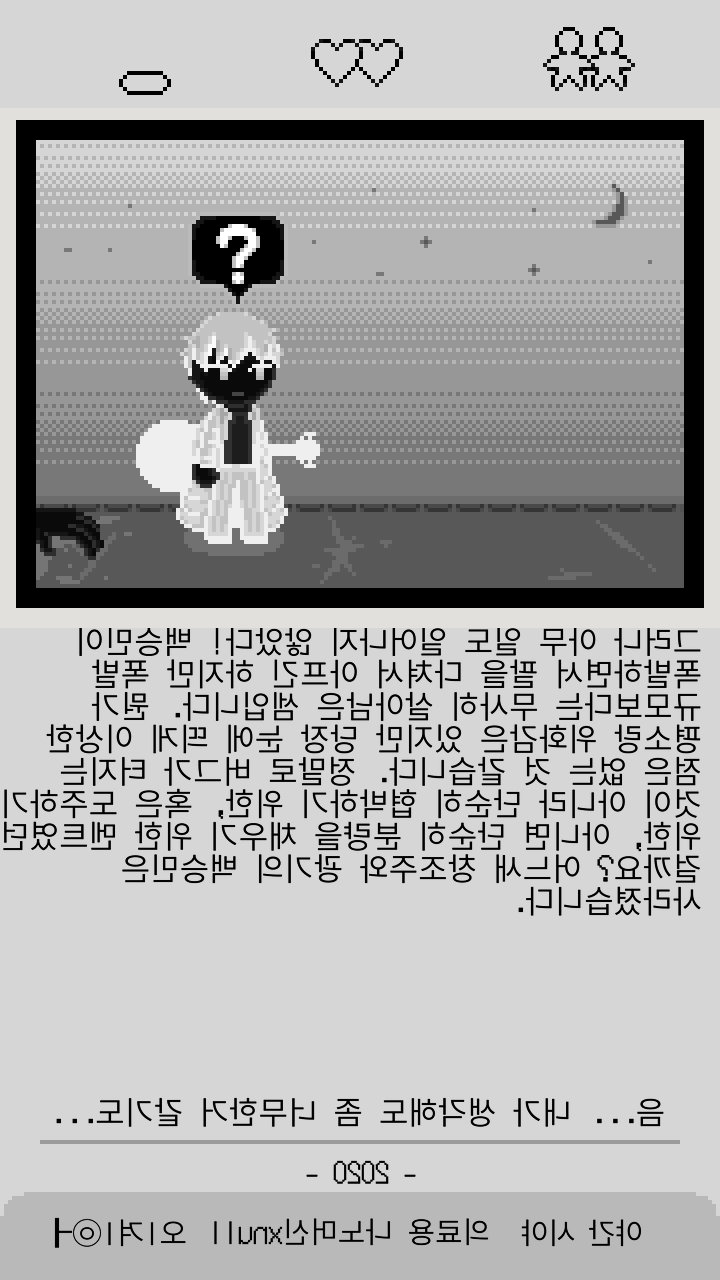 ?
그러나 아무 일도 일어나지 않았다! 백승민이
폭발하면서 팔을 다쳐서 아프긴 하지만 폭발
규모보다는 무사히 살아남은 셈입니다. 뭔가
평소랑 위화감은 있지만 당장 눈에 띄게 이상한
점은 없는 것 같습니다. 정말로 버그가 터지는
것이 아니라 단순히 협박하기 위한, 혹은 도주하기
위한, 아니면 단순히 분량을 채우기 위한 멘트였던
걸까요? 어느새 창조주와 광기의 백승민은
사라졌습니다.
음... 내가 생각해도 좀 너무한거 같기도...
- 2020 -
야간 시야 의료용 나노머신